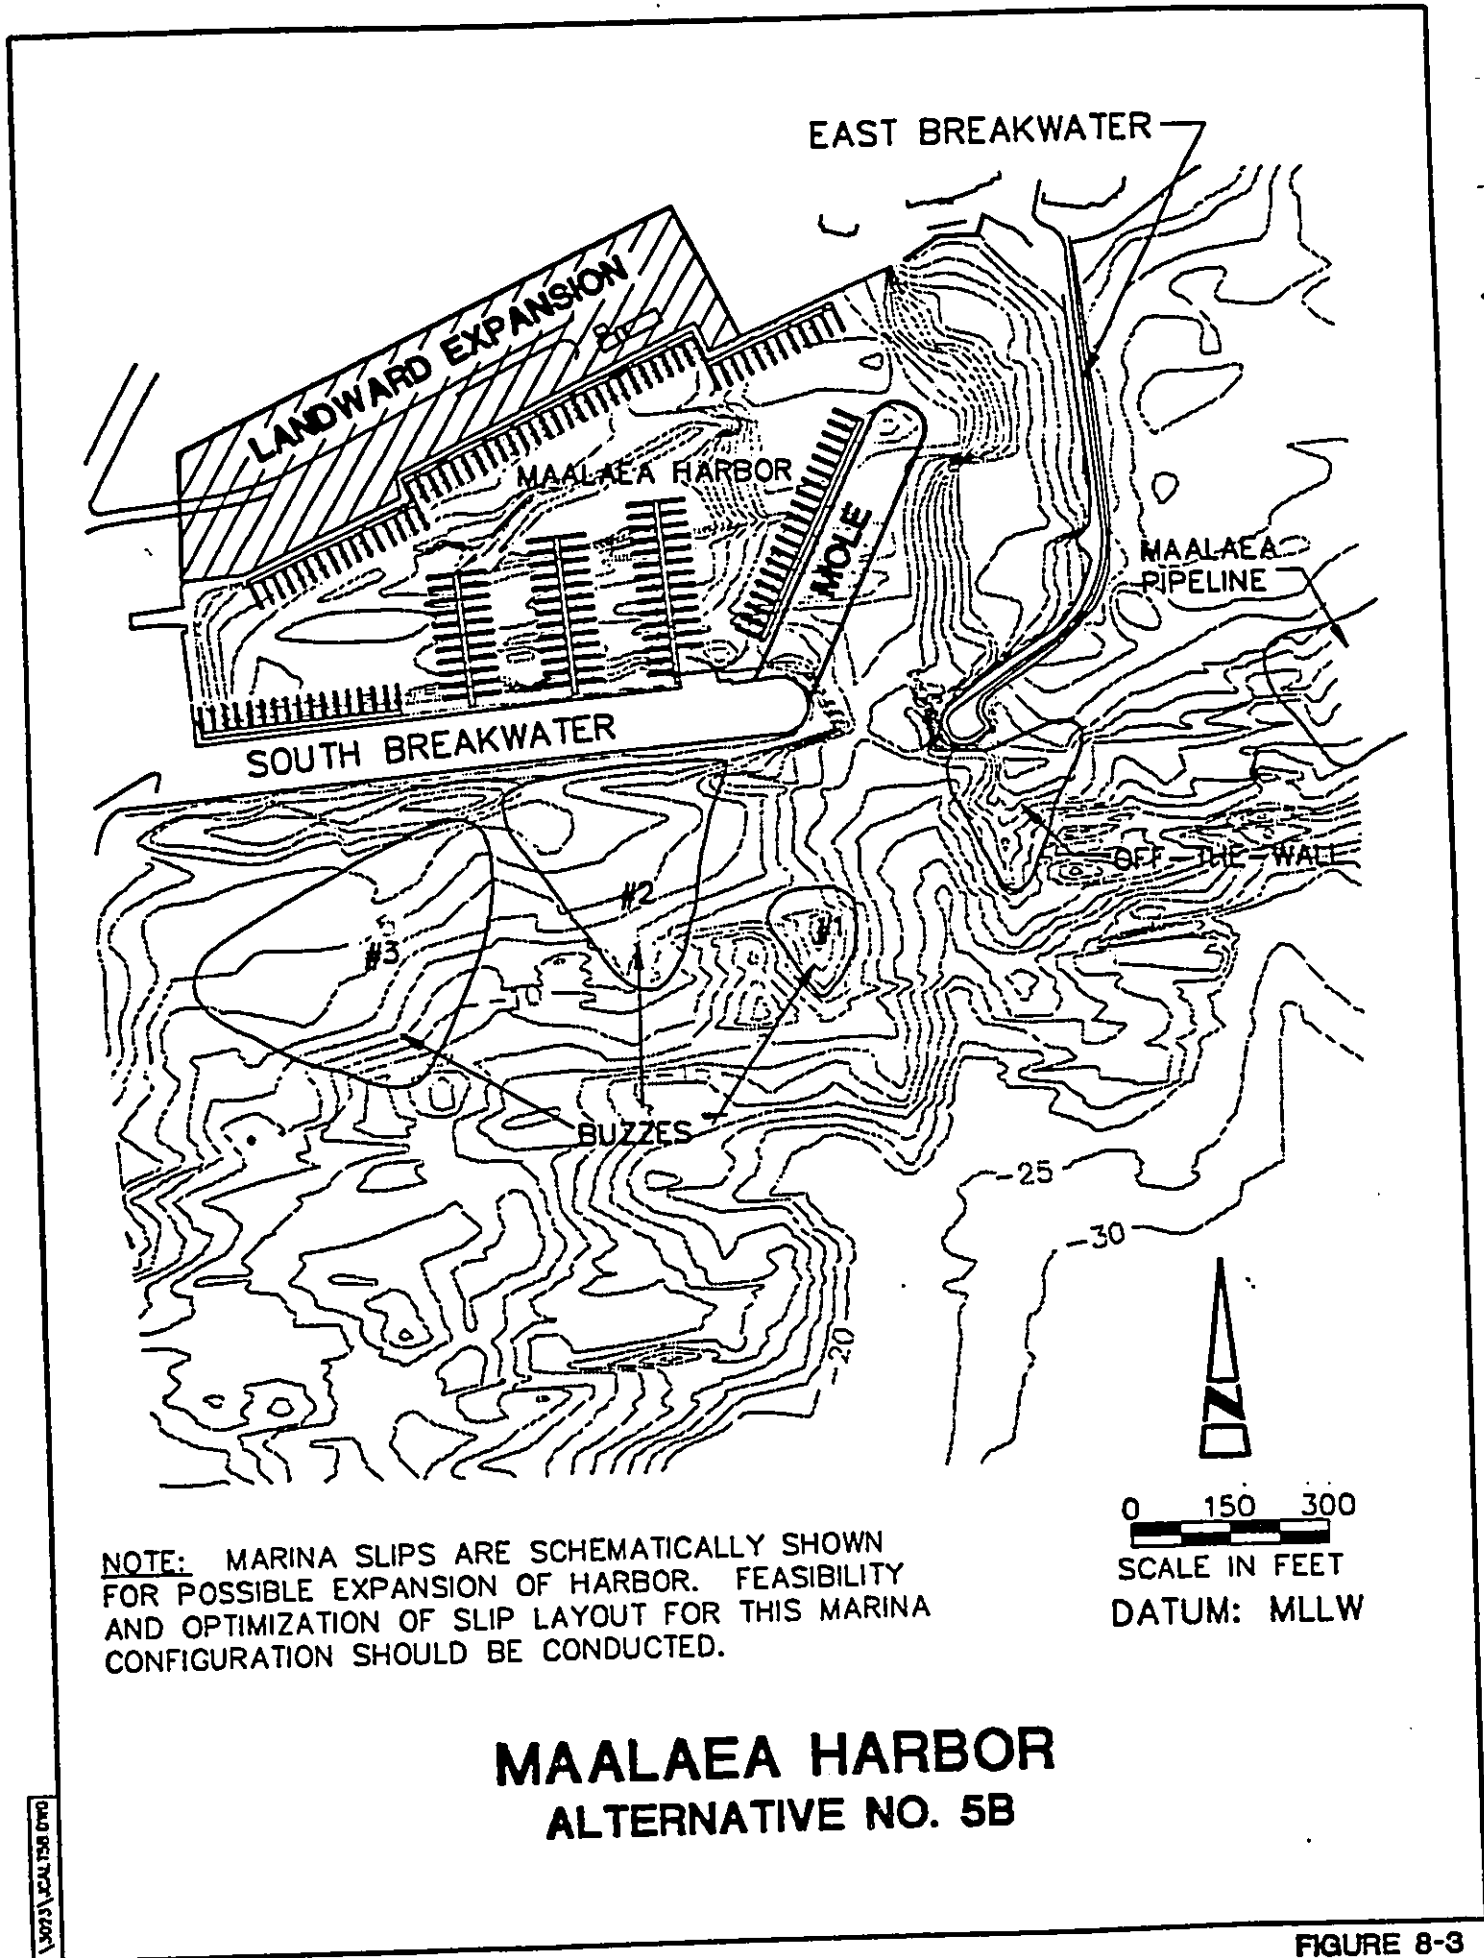 EAST BREAKWATER
LANDWARD EXPANSION
MAALAEA HARBOR
MOLE
MAALAEA
PIPELINE
SOUTH BREAKWATER
OFF-THE-WALL
#2
#1
#3
BUZZES
-25
-30
-20
N
0 150 300
SCALE IN FEET
DATUM: MLLW
NOTE: MARINA SLIPS ARE SCHEMATICALLY SHOWN
FOR POSSIBLE EXPANSION OF HARBOR. FEASIBILITY
AND OPTIMIZATION OF SLIP LAYOUT FOR THIS MARINA
CONFIGURATION SHOULD BE CONDUCTED.
MAALAEA HARBOR
ALTERNATIVE NO. 5B
FIGURE 8-3